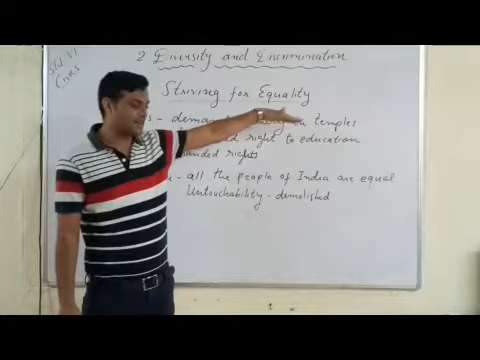 Std. VI
Civics
2 Diversity and Discrimination
Striving for Equality
- demand in temples
right to education
rights
- all the people of India are equal
Untouchability - demolished